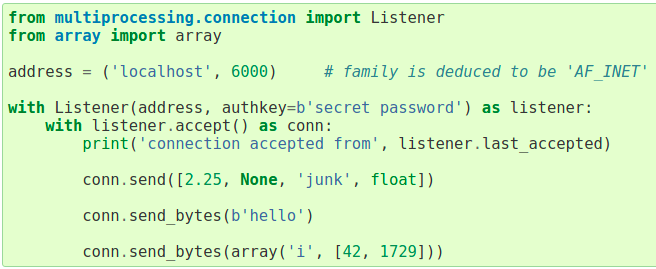 from multiprocessing.connection import Listener
from array import array

address = ('localhost', 6000)     # family is deduced to be 'AF_INET'

with Listener(address, authkey=b'secret password') as listener:
    with listener.accept() as conn:
        print('connection accepted from', listener.last_accepted)

        conn.send([2.25, None, 'junk', float])

        conn.send_bytes(b'hello')

        conn.send_bytes(array('i', [42, 1729]))